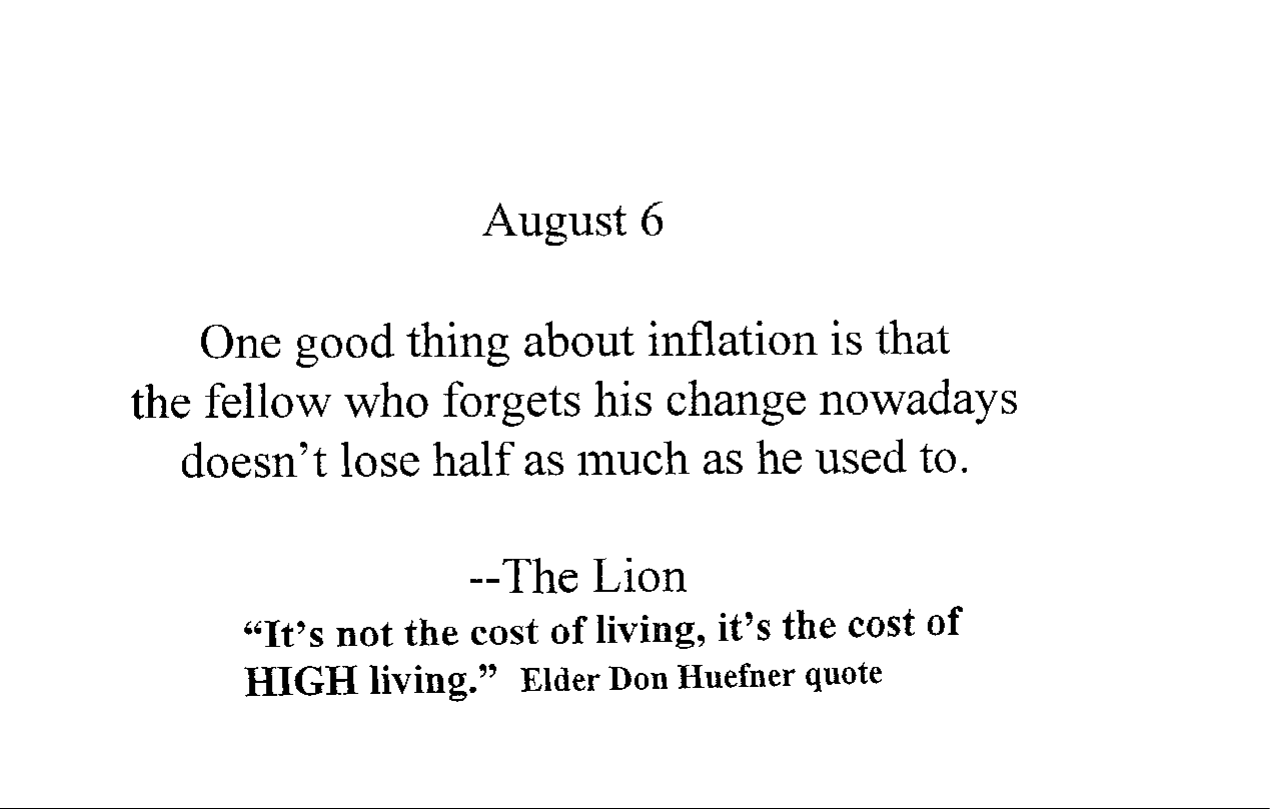 August 6
One good thing about inflation is that
the fellow who forgets his change nowadays
doesn’t lose half as much as he used to.
--The Lion
“It’s not the cost of living, it’s the cost of
HIGH living.” Elder Don Huefner quote